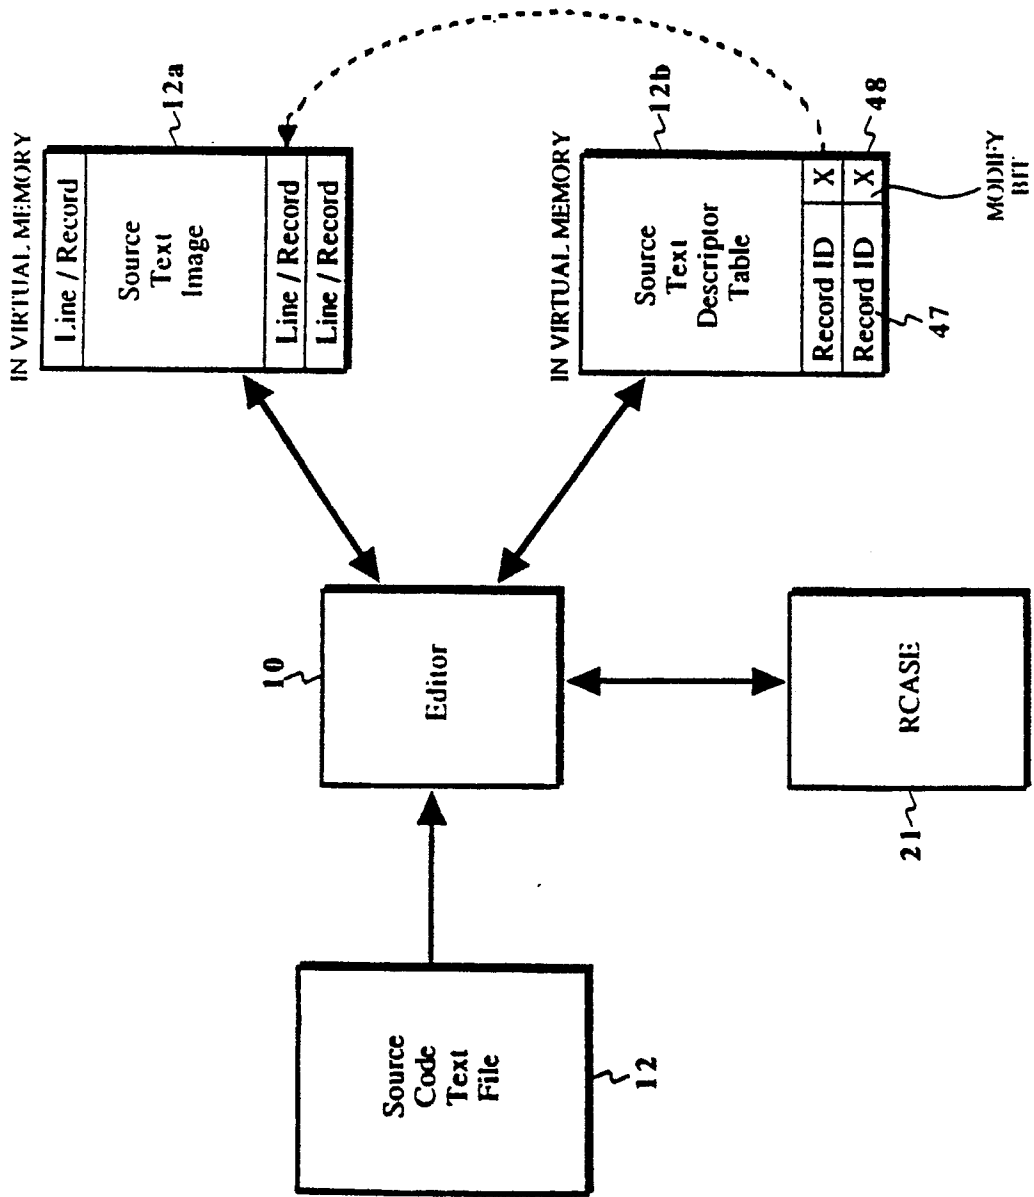 IN VIRTUAL MEMORY
Line / Record
Source
Text
Image
Line / Record
Line / Record
12a
IN VIRTUAL MEMORY
Source
Text
Descriptor
Table
Record ID X
Record ID X
12b
47
48
MODIFY
BIT
10
Editor
RCASE
21
Source
Code
Text
File
12